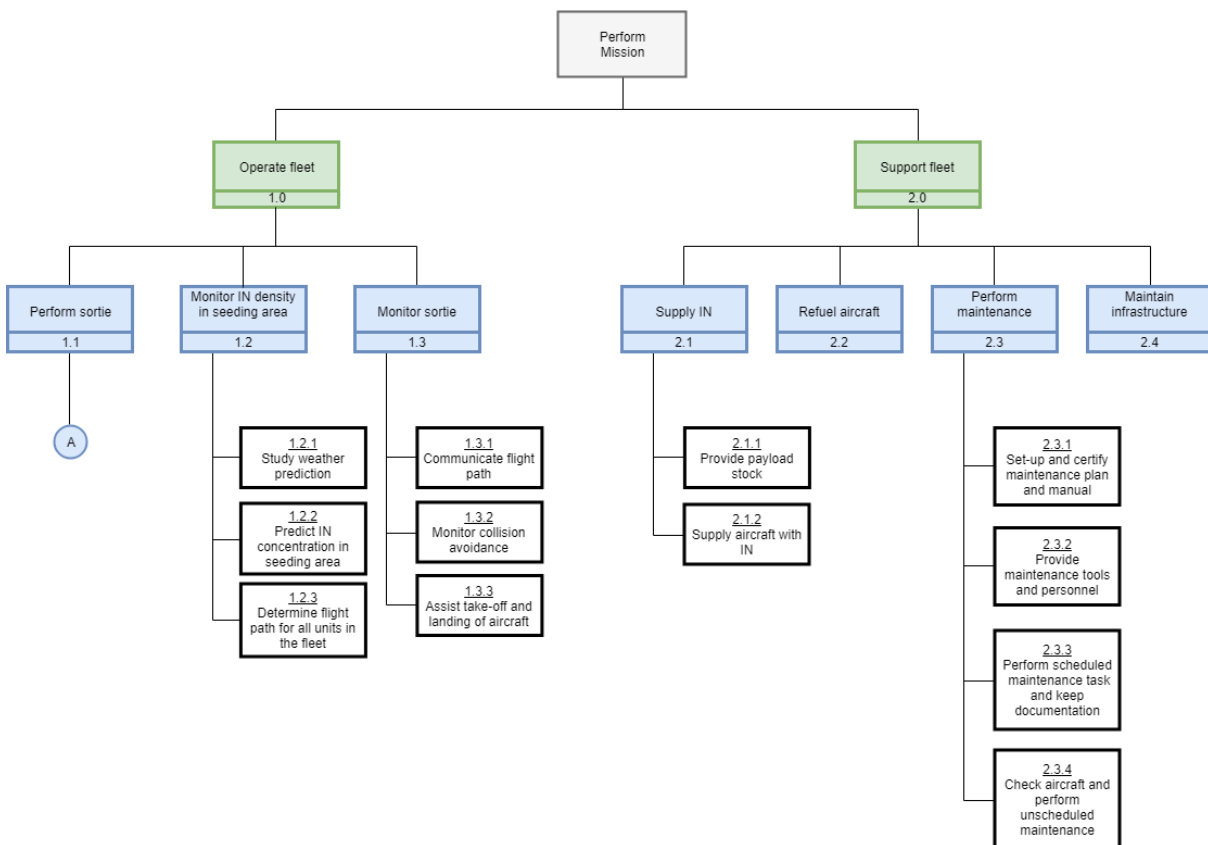 Perform
Mission
Operate fleet
1.0
Support fleet
2.0
Perform sortie
1.1
Monitor IN density
in seeding area
1.2
Monitor sortie
1.3
Supply IN
2.1
Refuel aircraft
2.2
Perform
maintenance
2.3
Maintain
infrastructure
2.4
A
1.2.1
Study weather
prediction
1.2.2
Predict IN
concentration in
seeding area
1.2.3
Determine flight
path for all units in
the fleet
1.3.1
Communicate flight
path
1.3.2
Monitor collision
avoidance
1.3.3
Assist take-off and
landing of aircraft
2.1.1
Provide payload
stock
2.1.2
Supply aircraft with
IN
2.3.1
Set-up and certify
maintenance plan
and manual
2.3.2
Provide
maintenance tools
and personnel
2.3.3
Perform scheduled
maintenance task
and keep
documentation
2.3.4
Check aircraft and
perform
unscheduled
maintenance